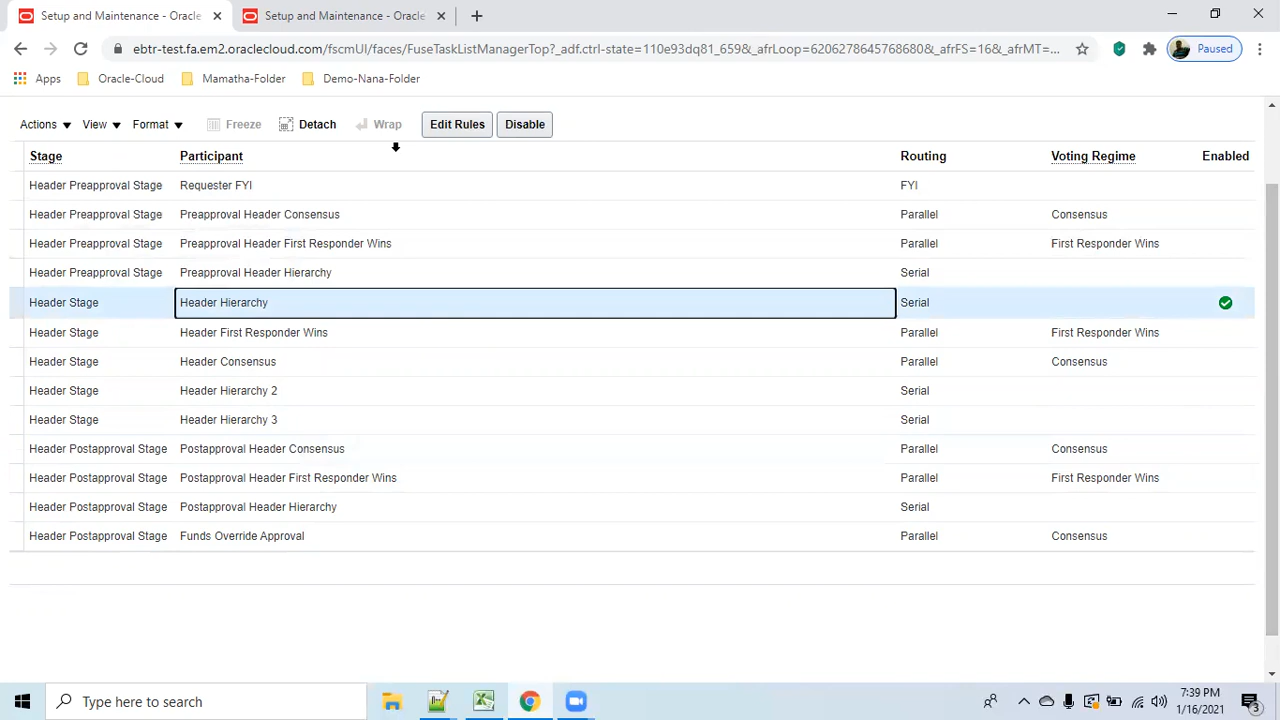 Setup and Maintenance - Oracle
Setup and Maintenance - Oracle
ebtr-test.fa.em2.oraclecloud.com/fscmUI/faces/FuseTaskListManagerTop?_adf.ctrl-state=110e93dq81_659&_afrLoop=6206278645768680&_afrFS=16&_afrMT=...
Paused
Apps Oracle-Cloud Mamatha-Folder Demo-Nana-Folder
Actions View Format Freeze Detach Wrap Edit Rules Disable
Stage Participant Routing Voting Regime Enabled
Header Preapproval Stage Requester FYI FYI
Header Preapproval Stage Preapproval Header Consensus Parallel Consensus
Header Preapproval Stage Preapproval Header First Responder Wins Parallel First Responder Wins
Header Preapproval Stage Preapproval Header Hierarchy Serial
Header Stage Header Hierarchy Serial
Header Stage Header First Responder Wins Parallel First Responder Wins
Header Stage Header Consensus Parallel Consensus
Header Stage Header Hierarchy 2 Serial
Header Stage Header Hierarchy 3 Serial
Header Postapproval Stage Postapproval Header Consensus Parallel Consensus
Header Postapproval Stage Postapproval Header First Responder Wins Parallel First Responder Wins
Header Postapproval Stage Postapproval Header Hierarchy Serial
Header Postapproval Stage Funds Override Approval Parallel Consensus
Type here to search
7:39 PM
1/16/2021
3